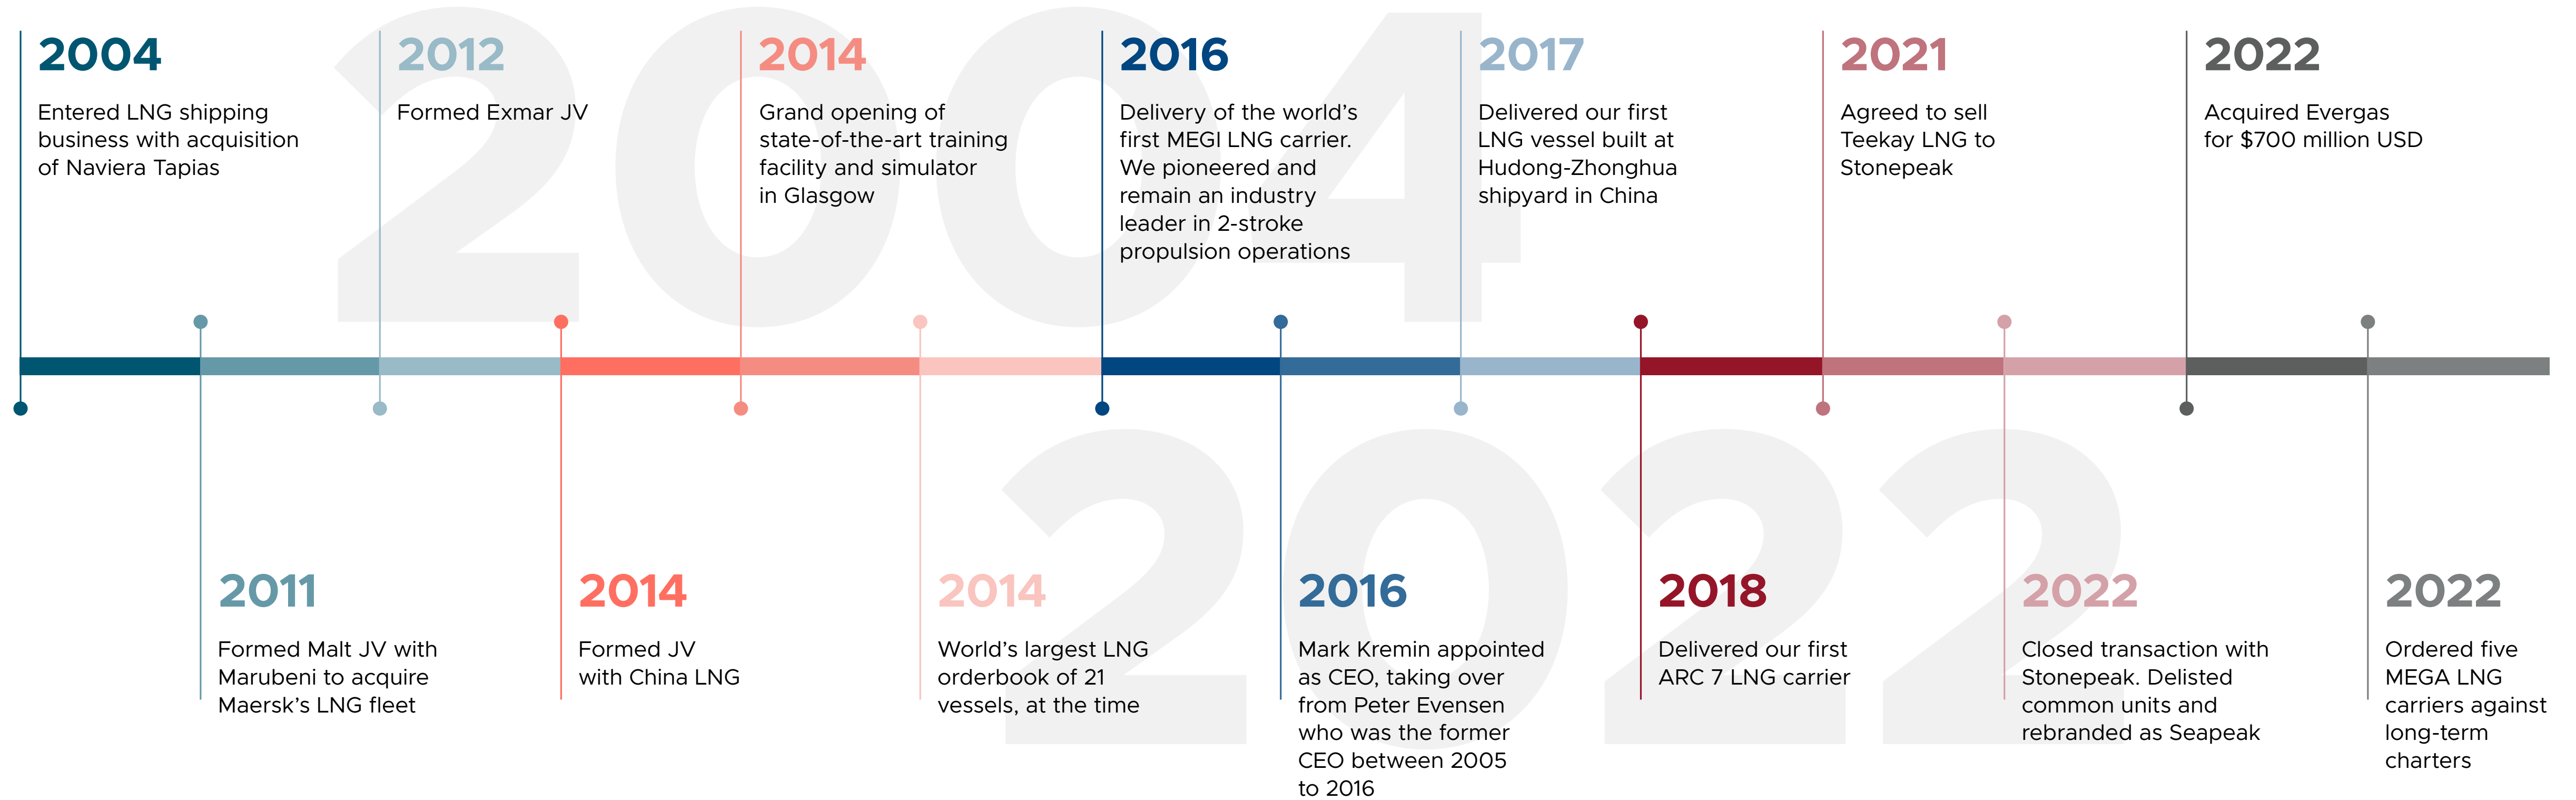 2004
Entered LNG shipping
business with acquisition
of Naviera Tapias
2012
Formed Exmar JV
2014
Grand opening of
state-of-the-art training
facility and simulator
in Glasgow
2016
Delivery of the world's
first MEGI LNG carrier.
We pioneered and
remain an industry
leader in 2-stroke
propulsion operations
2017
Delivered our first
LNG vessel built at
Hudong-Zhonghua
shipyard in China
2021
Agreed to sell
Teekay LNG to
Stonepeak
2022
Acquired Evergas
for $700 million USD
2004
2022
2011
Formed Malt JV with
Marubeni to acquire
Maersk's LNG fleet
2014
Formed JV
with China LNG
2014
World's largest LNG
orderbook of 21
vessels, at the time
2016
Mark Kremin appointed
as CEO, taking over
from Peter Evensen
who was the former
CEO between 2005
to 2016
2018
Delivered our first
ARC 7 LNG carrier
2022
Closed transaction with
Stonepeak. Delisted
common units and
rebranded as Seapeak
2022
Ordered five
MEGA LNG
carriers against
long-term
charters